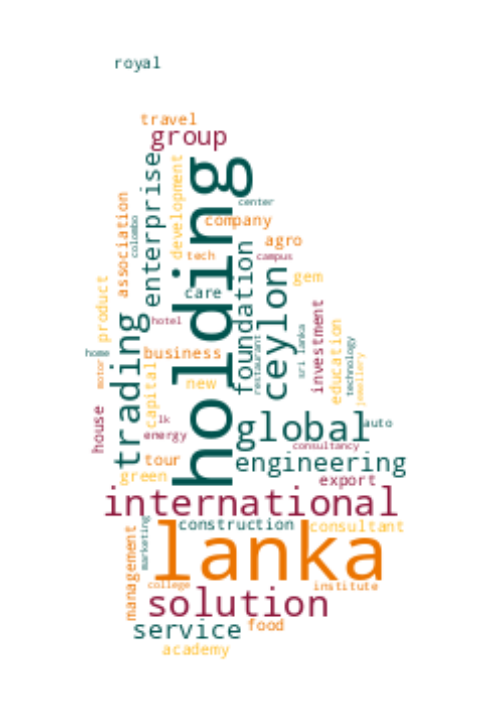 royal
travel
group
enterprise
development
holding
center
colombo
association
company
agro
tech
campus
foundation
ceylon
gem
care
product
trading
hotel
investment
education
sri lanka
technology
jewellery
restaurant
home
motor
business
capital
new
house
lk
energy
global
auto
consultancy
tour
engineering
green
export
international
construction
consultant
marketing
management
lanka
college
institute
solution
service
food
academy